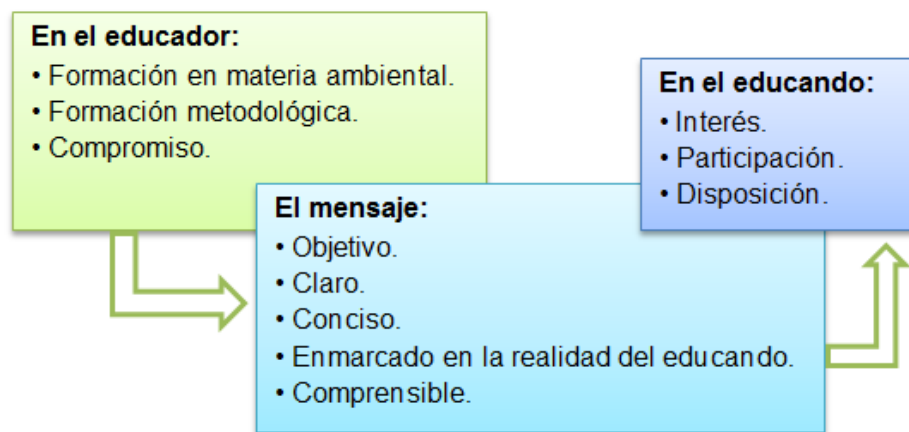 En el educador:
• Formación en materia ambiental.
• Formación metodológica.
• Compromiso.
El mensaje:
• Objetivo.
• Claro.
• Conciso.
• Enmarcado en la realidad del educando.
• Comprensible.
En el educando:
• Interés.
• Participación.
• Disposición.